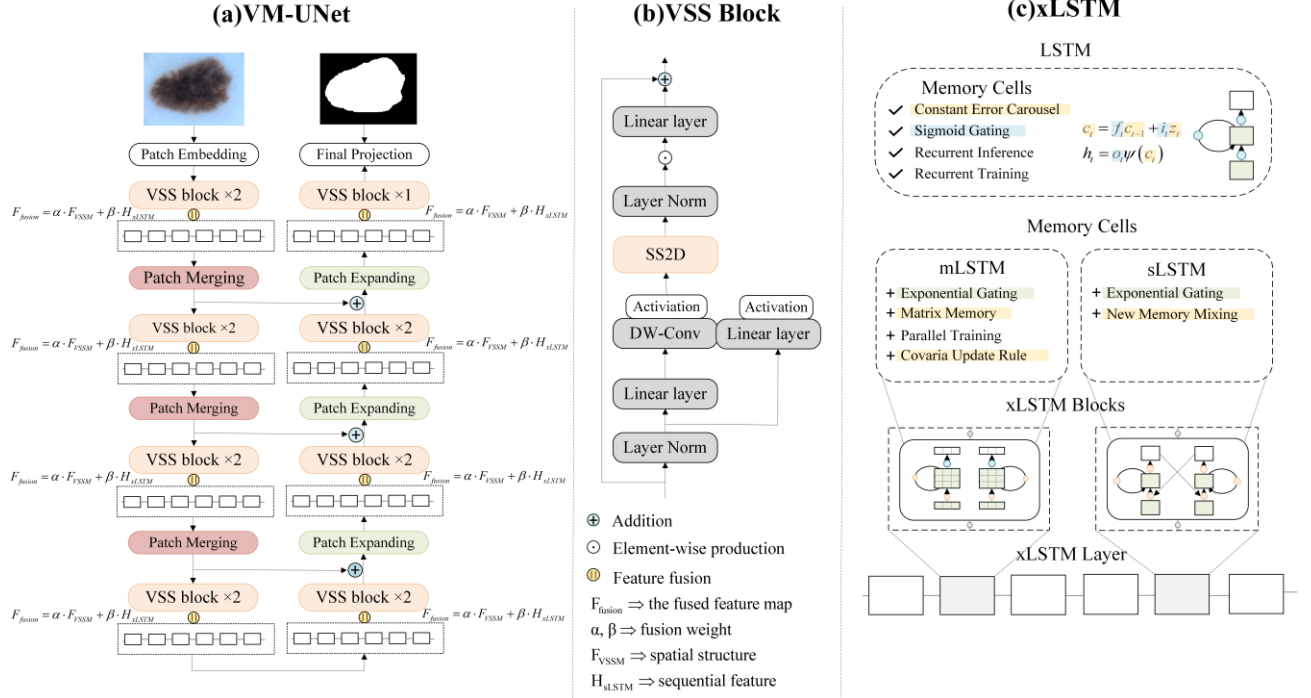 (a)VM-UNet
Patch Embedding
Final Projection
VSS block ×2
VSS block ×1
F_fusion = α · F_VSSM + β · H_xLSTM
F_fusion = α · F_VSSM + β · H_xLSTM
Patch Merging
Patch Expanding
VSS block ×2
VSS block ×2
F_fusion = α · F_VSSM + β · H_xLSTM
F_fusion = α · F_VSSM + β · H_xLSTM
Patch Merging
Patch Expanding
VSS block ×2
VSS block ×2
F_fusion = α · F_VSSM + β · H_xLSTM
F_fusion = α · F_VSSM + β · H_xLSTM
Patch Merging
Patch Expanding
VSS block ×2
VSS block ×2
F_fusion = α · F_VSSM + β · H_xLSTM
F_fusion = α · F_VSSM + β · H_xLSTM
(b)VSS Block
Linear layer
Layer Norm
SS2D
Activiation
Activation
DW-Conv
Linear layer
Linear layer
Layer Norm
Addition
Element-wise production
Feature fusion
F_fusion ⇒ the fused feature map
α, β ⇒ fusion weight
F_VSSM ⇒ spatial structure
H_sLSTM ⇒ sequential feature
(c)xLSTM
LSTM
Memory Cells
✓ Constant Error Carousel
✓ Sigmoid Gating
✓ Recurrent Inference
✓ Recurrent Training
c_t = f_t c_{t-1} + i_t z_t
h_t = o_t ψ(c_t)
Memory Cells
mLSTM
+ Exponential Gating
+ Matrix Memory
+ Parallel Training
+ Covaria Update Rule
sLSTM
+ Exponential Gating
+ New Memory Mixing
xLSTM Blocks
xLSTM Layer